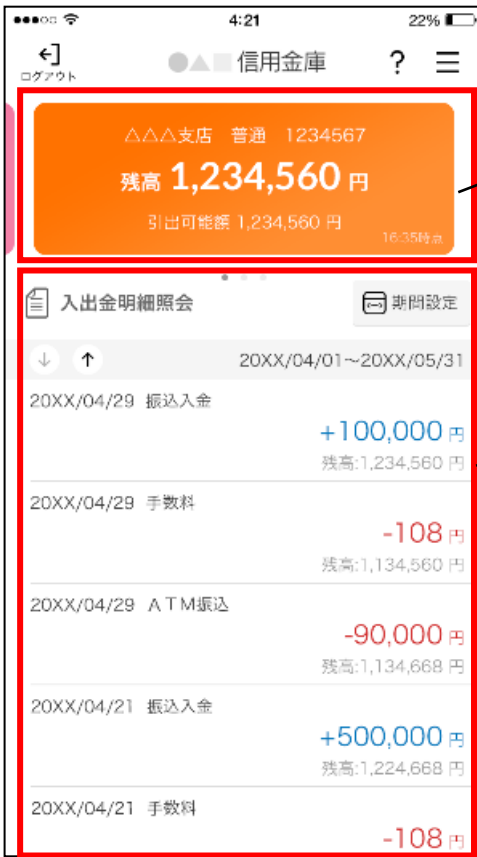 4:21
22%
ログアウト
●▲■ 信用金庫
?
△△△支店 普通 1234567
残高 1,234,560 円
引出可能額 1,234,560 円
16:35時点
入出金明細照会
期間設定
↓ ↑ 20XX/04/01～20XX/05/31
20XX/04/29 振込入金
+100,000 円
残高:1,234,560 円
20XX/04/29 手数料
-108 円
残高:1,134,560 円
20XX/04/29 ATM振込
-90,000 円
残高:1,134,668 円
20XX/04/21 振込入金
+500,000 円
残高:1,224,668 円
20XX/04/21 手数料
-108 円